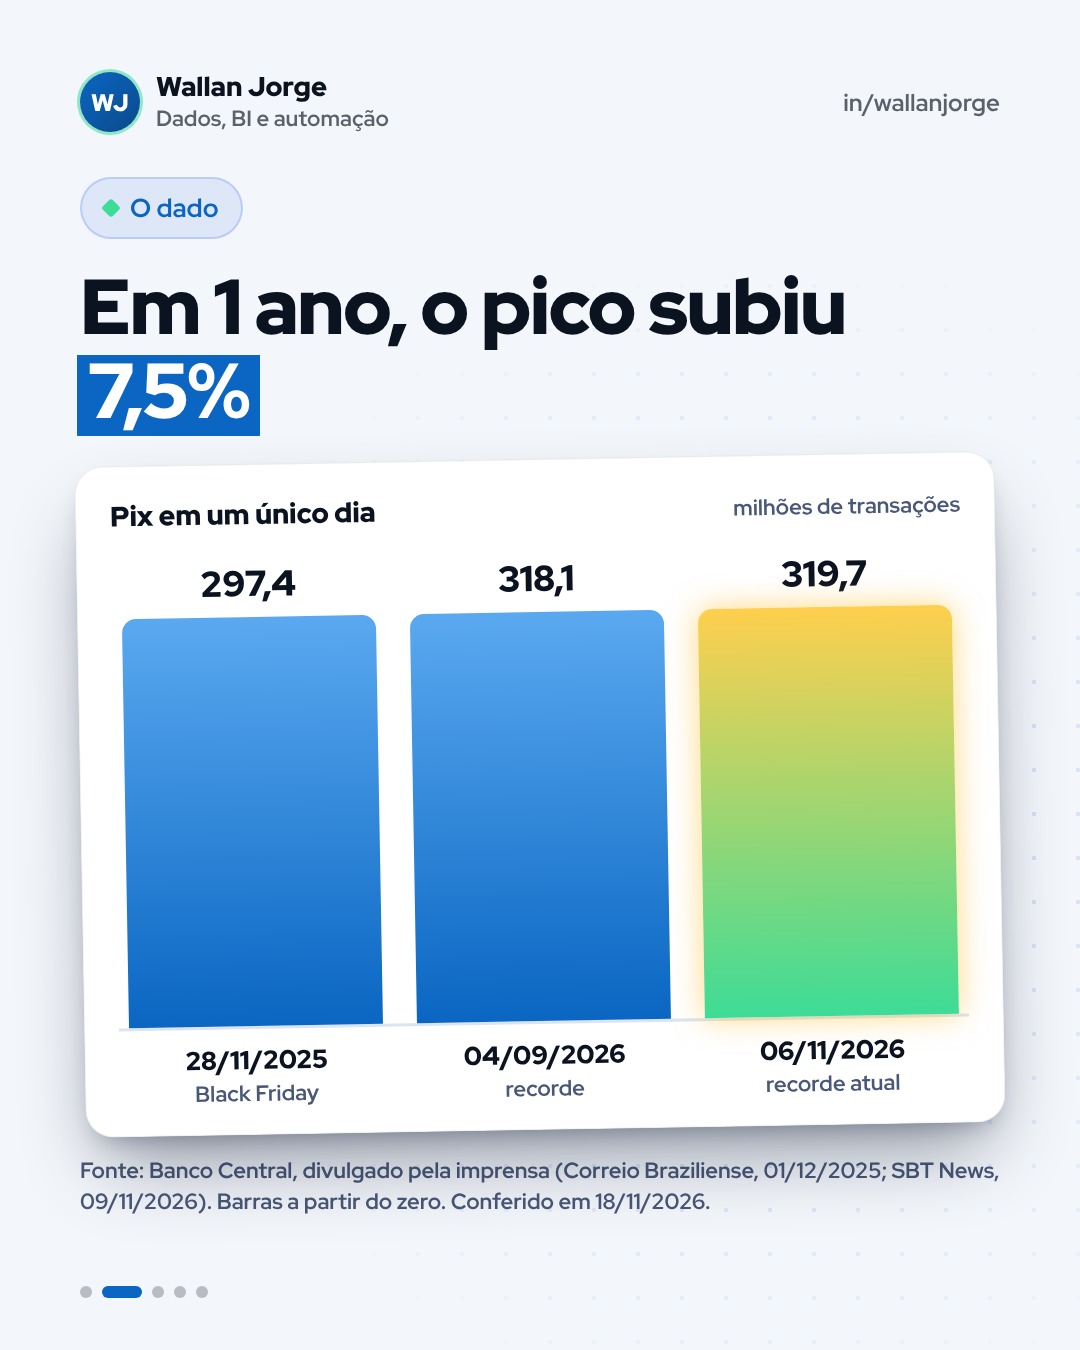 WJ
Wallan Jorge
Dados, BI e automação
in/wallanjorge
O dado
Em 1 ano, o pico subiu
7,5%
Pix em um único dia
milhões de transações
297,4
318,1
319,7
28/11/2025
Black Friday
04/09/2026
recorde
06/11/2026
recorde atual
Fonte: Banco Central, divulgado pela imprensa (Correio Braziliense, 01/12/2025; SBT News,
09/11/2026). Barras a partir do zero. Conferido em 18/11/2026.